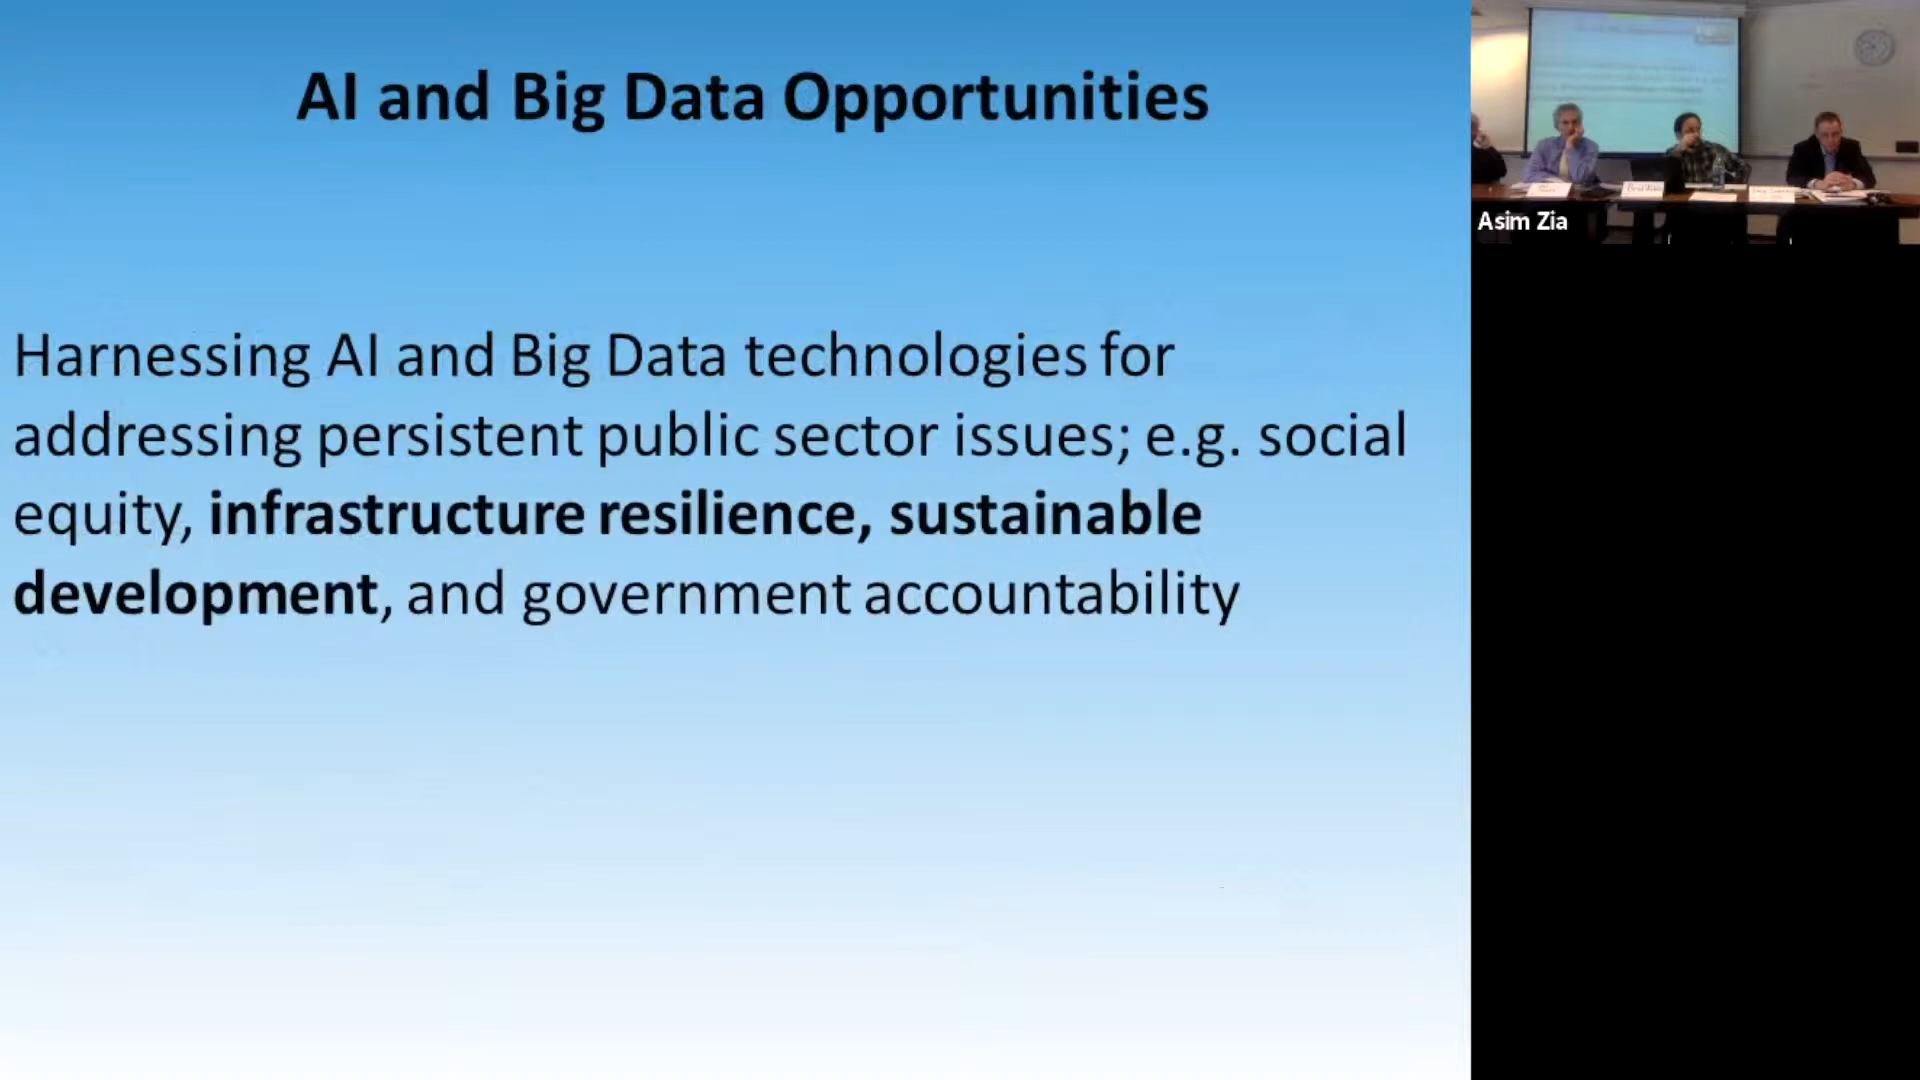 AI and Big Data Opportunities
Harnessing AI and Big Data technologies for
addressing persistent public sector issues; e.g. social
equity, infrastructure resilience, sustainable
development, and government accountability
Asim Zia